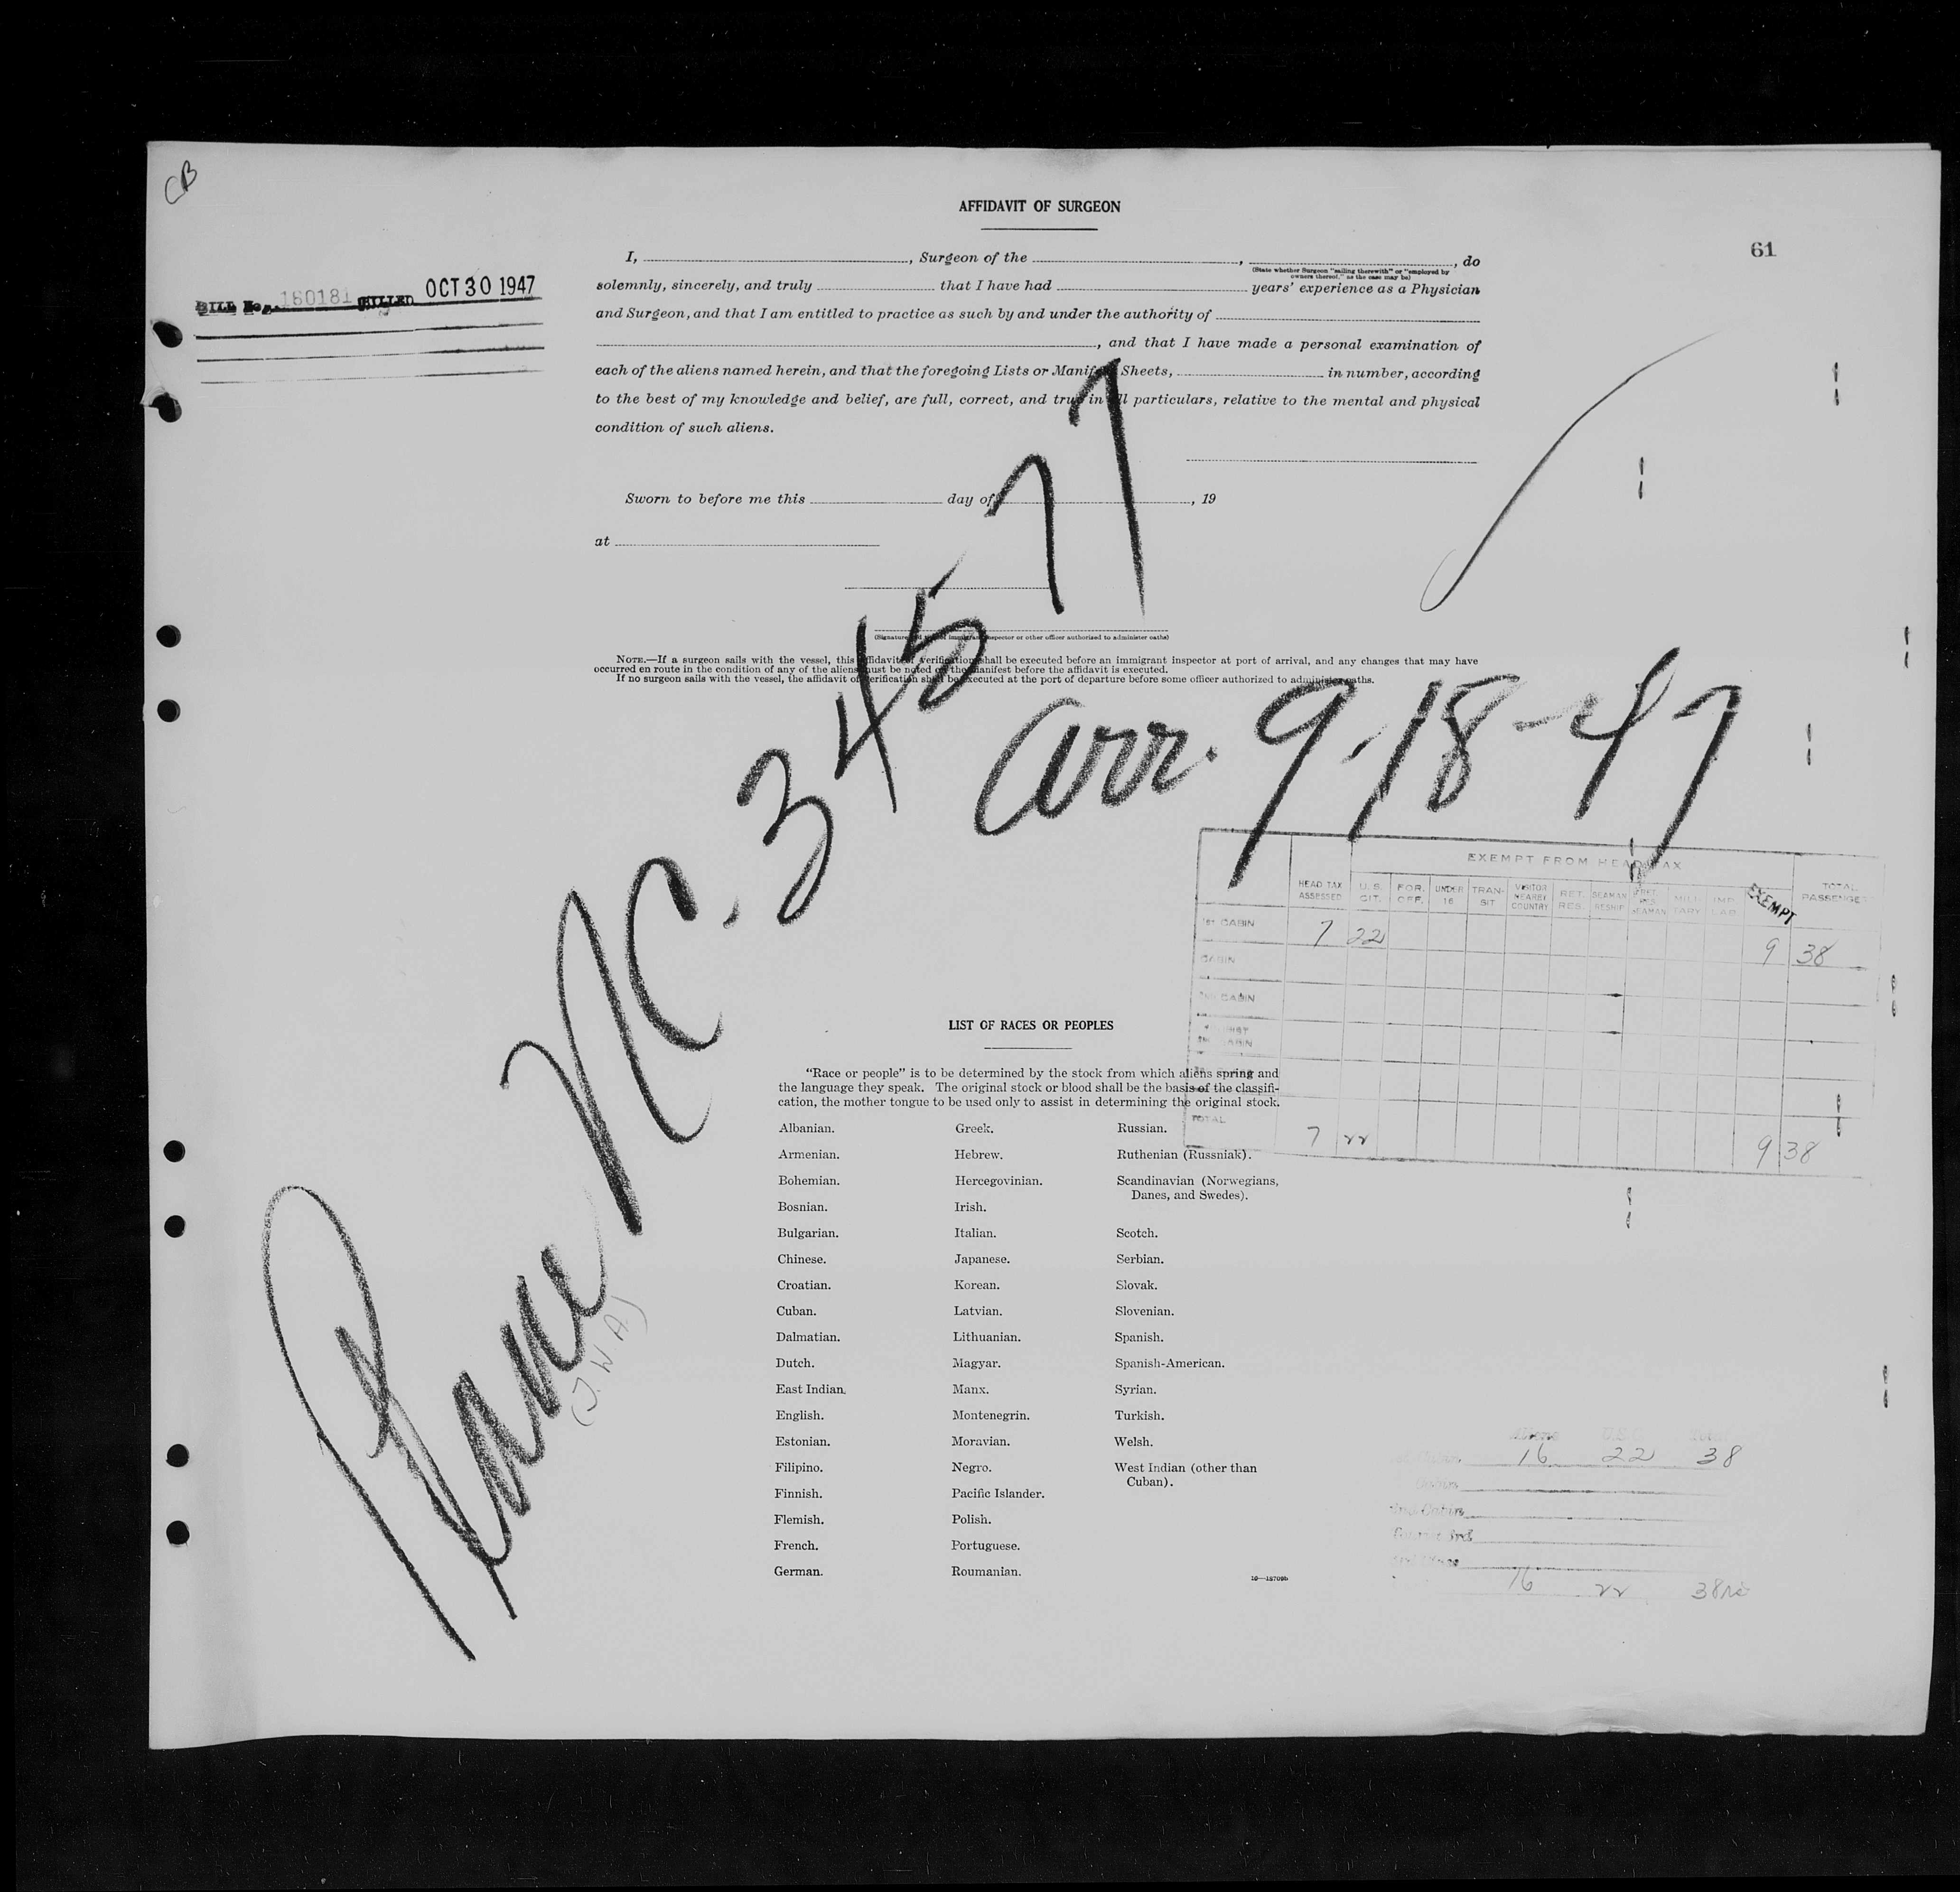 CB
AFFIDAVIT OF SURGEON
61
I, , Surgeon of the , , do
(State whether Surgeon "sailing therewith" or "employed by
owners thereof," as the case may be)
solemnly, sincerely, and truly that I have had years' experience as a Physician
and Surgeon, and that I am entitled to practice as such by and under the authority of
, and that I have made a personal examination of
each of the aliens named herein, and that the foregoing Lists or Manifest Sheets, in number, according
to the best of my knowledge and belief, are full, correct, and true in all particulars, relative to the mental and physical
condition of such aliens.
BILL No. 160181 BILLED OCT 30 1947
Sworn to before me this day of , 19
at
(Signature and title of immigrant inspector or other officer authorized to administer oaths)
NOTE.—If a surgeon sails with the vessel, this affidavit of verification shall be executed before an immigrant inspector at port of arrival, and any changes that may have
occurred en route in the condition of any of the aliens must be noted on the manifest before the affidavit is executed.
If no surgeon sails with the vessel, the affidavit of verification shall be executed at the port of departure before some officer authorized to administer oaths.
Plane NC. 34577
(T.W.A)
arr. 9-18-47
EXEMPT FROM HEAD TAX
HEAD TAX ASSESSED U.S. CIT. FOR. OFF. UNDER 16 TRANSIT VISITOR NEARBY COUNTRY RET. RES. SEAMAN RESHIP RET. RES. SEAMAN MILITARY IMP. LAB EXEMPT TOTAL PASSENGERS
1st CABIN 7 22 9 38
CABIN
2nd CABIN
TOTAL 7 22 9 38
LIST OF RACES OR PEOPLES
"Race or people" is to be determined by the stock from which aliens spring and
the language they speak. The original stock or blood shall be the basis of the classifi-
cation, the mother tongue to be used only to assist in determining the original stock.
Albanian. Greek. Russian.
Armenian. Hebrew. Ruthenian (Russniak).
Bohemian. Hercegovinian. Scandinavian (Norwegians,
Danes, and Swedes).
Bosnian. Irish.
Bulgarian. Italian. Scotch.
Chinese. Japanese. Serbian.
Croatian. Korean. Slovak.
Cuban. Latvian. Slovenian.
Dalmatian. Lithuanian. Spanish.
Dutch. Magyar. Spanish-American.
East Indian. Manx. Syrian.
English. Montenegrin. Turkish.
Estonian. Moravian. Welsh.
Filipino. Negro. West Indian (other than
Cuban).
Finnish. Pacific Islander.
Flemish. Polish.
French. Portuguese.
German. Roumanian.
16—18709b
Aliens U.S.C. Total
16 22 38
16 22 38